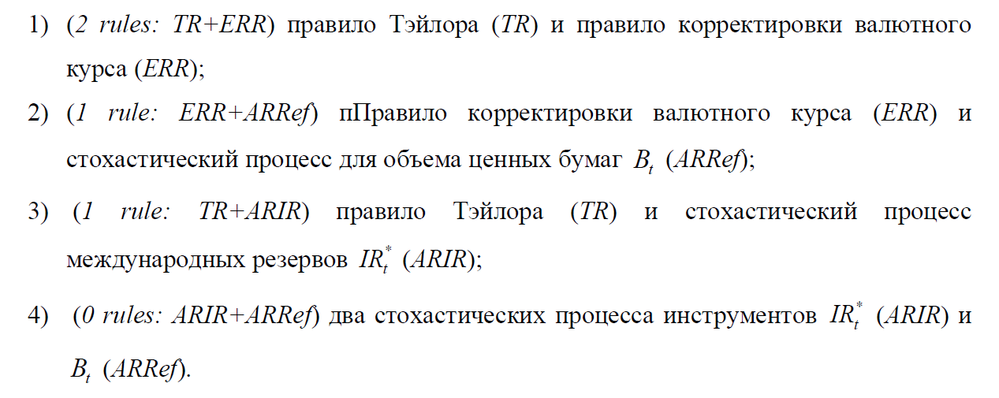 1) (2 rules: TR+ERR) правило Тэйлора (TR) и правило корректировки валютного
курса (ERR);
2) (1 rule: ERR+ARRef) пПравило корректировки валютного курса (ERR) и
стохастический процесс для объема ценных бумаг B_t (ARRef);
3) (1 rule: TR+ARIR) правило Тэйлора (TR) и стохастический процесс
международных резервов IR_t^* (ARIR);
4) (0 rules: ARIR+ARRef) два стохастических процесса инструментов IR_t^* (ARIR) и
B_t (ARRef).